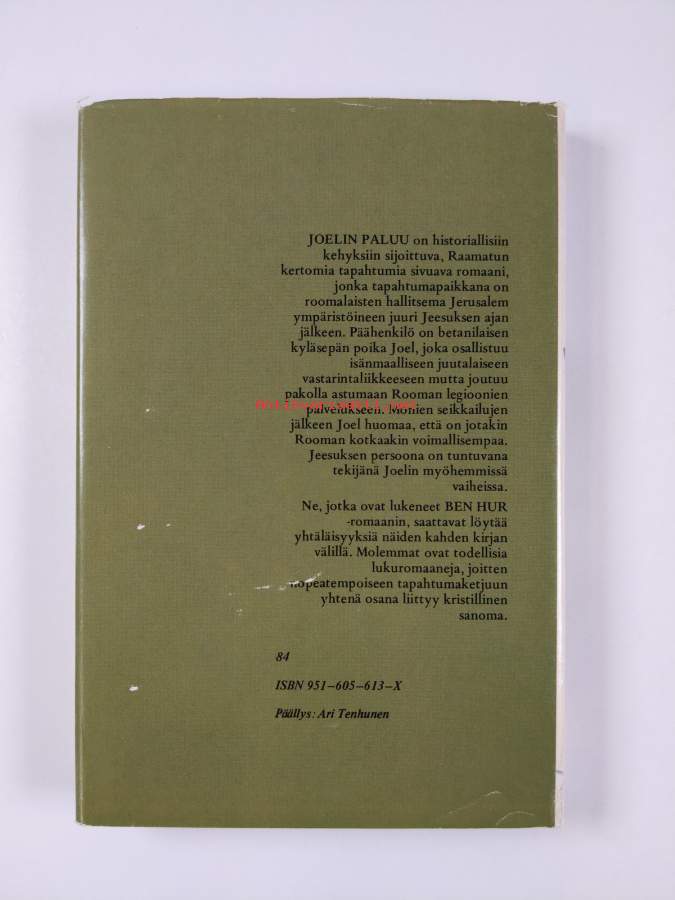 JOELIN PALUU on historiallisiin
kehyksiin sijoittuva, Raamatun
kertomia tapahtumia sivuava romaani,
jonka tapahtumapaikkana on
roomalaisten hallitsema Jerusalem
ympäristöineen juuri Jeesuksen ajan
jälkeen. Päähenkilö on betanilaisen
kyläsepän poika Joel, joka osallistuu
isänmaalliseen juutalaiseen
vastarintaliikkeeseen mutta joutuu
pakolla astumaan Rooman legioonien
palvelukseen. Monien seikkailujen
jälkeen Joel huomaa, että on jotakin
Rooman kotkaakin voimallisempaa.
Jeesuksen persoona on tuntuvana
tekijänä Joelin myöhemmissä
vaiheissa.
Ne, jotka ovat lukeneet BEN HUR
-romaanin, saattavat löytää
yhtäläisyyksiä näiden kahden kirjan
välillä. Molemmat ovat todellisia
lukuromaaneja, joitten
nopeatempoiseen tapahtumaketjuun
yhtenä osana liittyy kristillinen
sanoma.
84
ISBN 951-605-613-X
Päällys: Ari Tenhunen